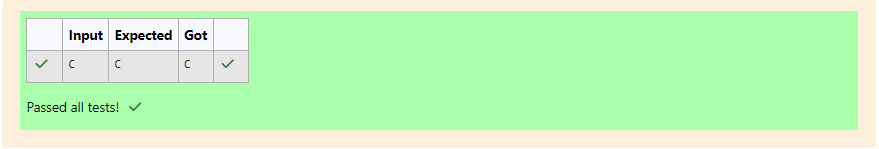 Input Expected Got
C C C
Passed all tests!